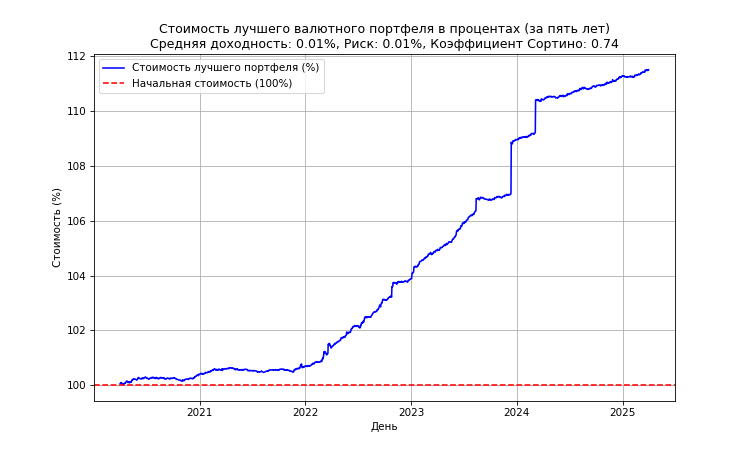 Стоимость лучшего валютного портфеля в процентах (за пять лет)
Средняя доходность: 0.01%, Риск: 0.01%, Коэффициент Сортино: 0.74
Стоимость лучшего портфеля (%)
Начальная стоимость (100%)
Стоимость (%)
112
110
108
106
104
102
100
2021
2022
2023
2024
2025
День